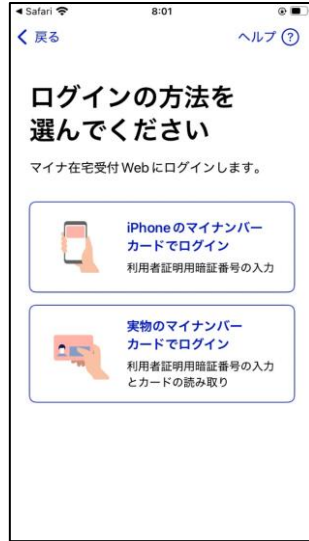 ◀ Safari 8:01
戻る ヘルプ ?
ログインの方法を
選んでください
マイナ在宅受付Webにログインします。
iPhoneのマイナンバー
カードでログイン
利用者証明用暗証番号の入力
実物のマイナンバー
カードでログイン
利用者証明用暗証番号の入力
とカードの読み取り